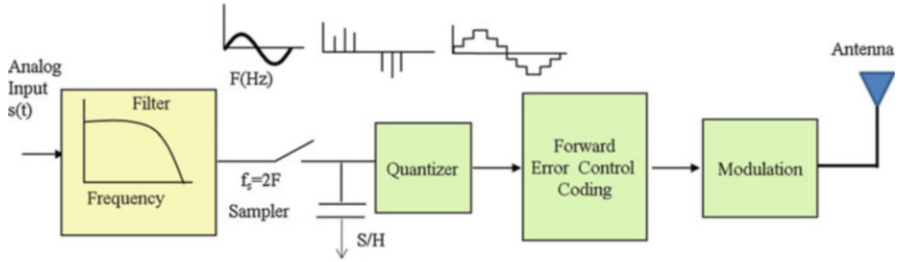 Analog
Input
s(t)
Filter
Frequency
F(Hz)
fs=2F
Sampler
S/H
Quantizer
Forward
Error Control
Coding
Modulation
Antenna